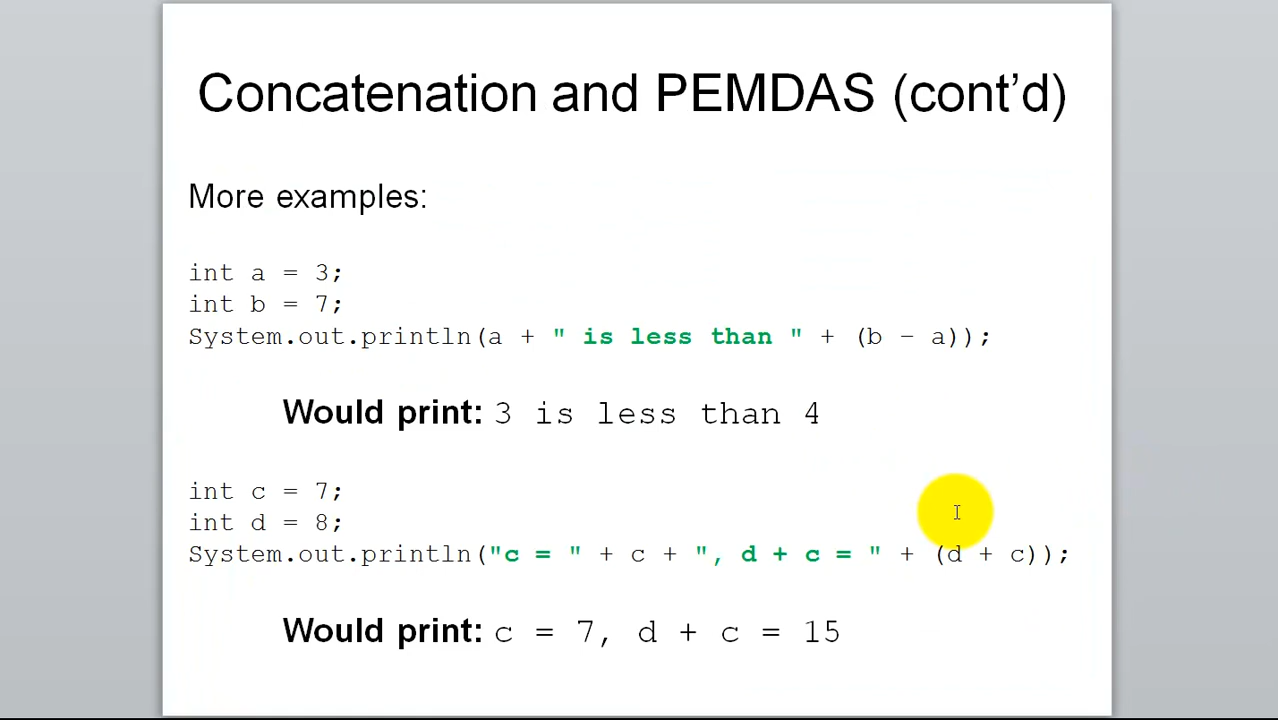 Concatenation and PEMDAS (cont’d)
More examples:
int a = 3;
int b = 7;
System.out.println(a + " is less than " + (b – a));
Would print: 3 is less than 4
int c = 7;
int d = 8;
System.out.println("c = " + c + ", d + c = " + (d + c));
Would print: c = 7, d + c = 15